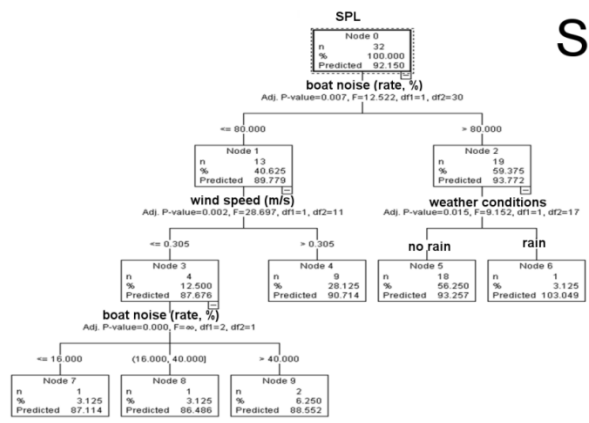 SPL
S
Node 0
n 32
% 100.000
Predicted 92.150
boat noise (rate, %)
Adj. P-value=0.007, F=12.522, df1=1, df2=30
<= 80.000
> 80.000
Node 1
n 13
% 40.625
Predicted 89.779
Node 2
n 19
% 59.375
Predicted 93.772
wind speed (m/s)
Adj. P-value=0.002, F=28.697, df1=1, df2=11
weather conditions
Adj. P-value=0.015, F=9.152, df1=1, df2=17
<= 0.305
> 0.305
no rain
rain
Node 3
n 4
% 12.500
Predicted 87.676
Node 4
n 9
% 28.125
Predicted 90.714
Node 5
n 18
% 56.250
Predicted 93.257
Node 6
n 1
% 3.125
Predicted 103.049
boat noise (rate, %)
Adj. P-value=0.000, F=∞, df1=2, df2=1
<= 16.000
(16.000, 40.000]
> 40.000
Node 7
n 1
% 3.125
Predicted 87.114
Node 8
n 1
% 3.125
Predicted 86.486
Node 9
n 2
% 6.250
Predicted 88.552